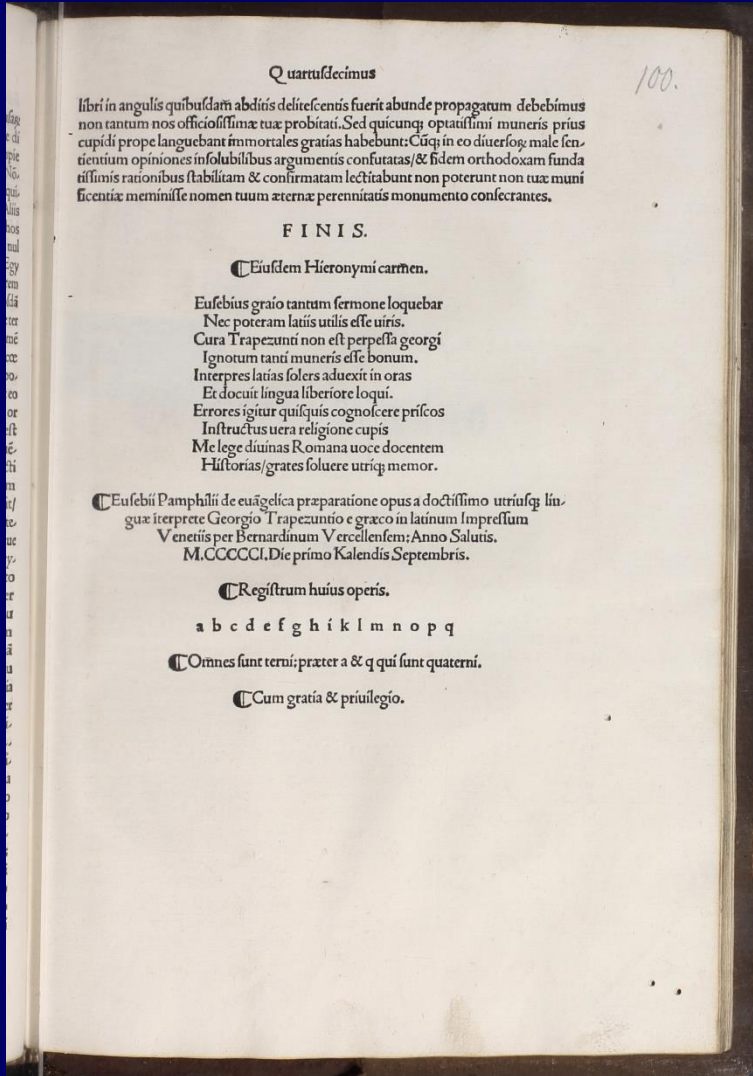 Quartusdecimus
100.
libri in angulis quibusdam̄ abditis delitescentis fuerit abunde propagatum debebimus
non tantum nos officiosissimæ tuæ probitati. Sed quicunq; optatissimi muneris prius
cupidi prope languebant immortales gratias habebunt: Cūq; in eo diuersoꝝ male sen-
tientium opiniones insolubilibus argumentis confutatas/& fidem orthodoxam funda
tissimis rationibus stabilitam & confirmatam lectitabunt non poterunt non tuæ muni
ficentiæ meminisse nomen tuum æternæ perennitatis monumento consecrantes.
FINIS.
⸿Eiusdem Hieronymi carm̄en.
Eusebius graio tantum sermone loquebar
Nec poteram latiis utilis esse uiris.
Cura Trapezunti non est perpessa georgi
Ignotum tanti muneris esse bonum.
Interpres latias solers aduexit in oras
Et docuit lingua liberiore loqui.
Errores igitur quisquis cognoscere priscos
Instructus uera religione cupis
Me lege diuinas Romana uoce docentem
Historias/grates soluere utriq; memor.
⸿Eusebii Pamphilii de euāgelica præparatione opus a doctissimo utriusq; lin-
guæ īterprete Georgio Trapezuntio e græco in latinum Impressum
Venetiis per Bernardinum Vercellensem: Anno Salutis.
M.CCCCCI. Die primo Kalendis Septembris.
⸿Registrum huius operis.
a b c d e f g h i k l m n o p q
⸿Om̄nes sunt terni; præter a & q qui sunt quaterni.
⸿Cum gratia & priuilegio.